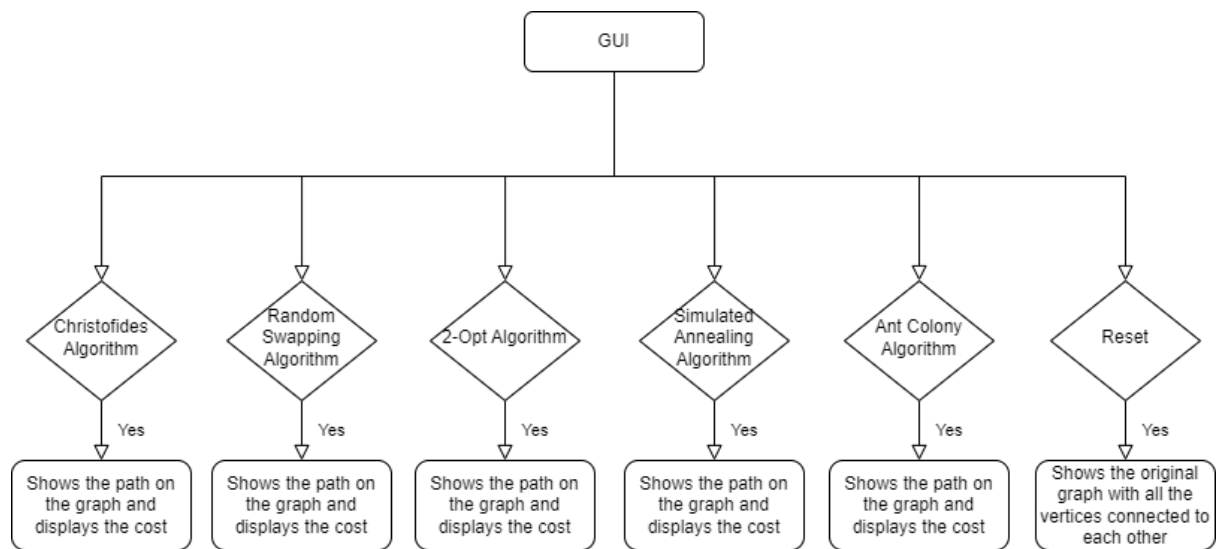 GUI
Christofides
Algorithm
Random
Swapping
Algorithm
2-Opt Algorithm
Simulated
Annealing
Algorithm
Ant Colony
Algorithm
Reset
Yes
Yes
Yes
Yes
Yes
Yes
Shows the path on
the graph and
displays the cost
Shows the path on
the graph and
displays the cost
Shows the path on
the graph and
displays the cost
Shows the path on
the graph and
displays the cost
Shows the path on
the graph and
displays the cost
Shows the original
graph with all the
vertices connected to
each other